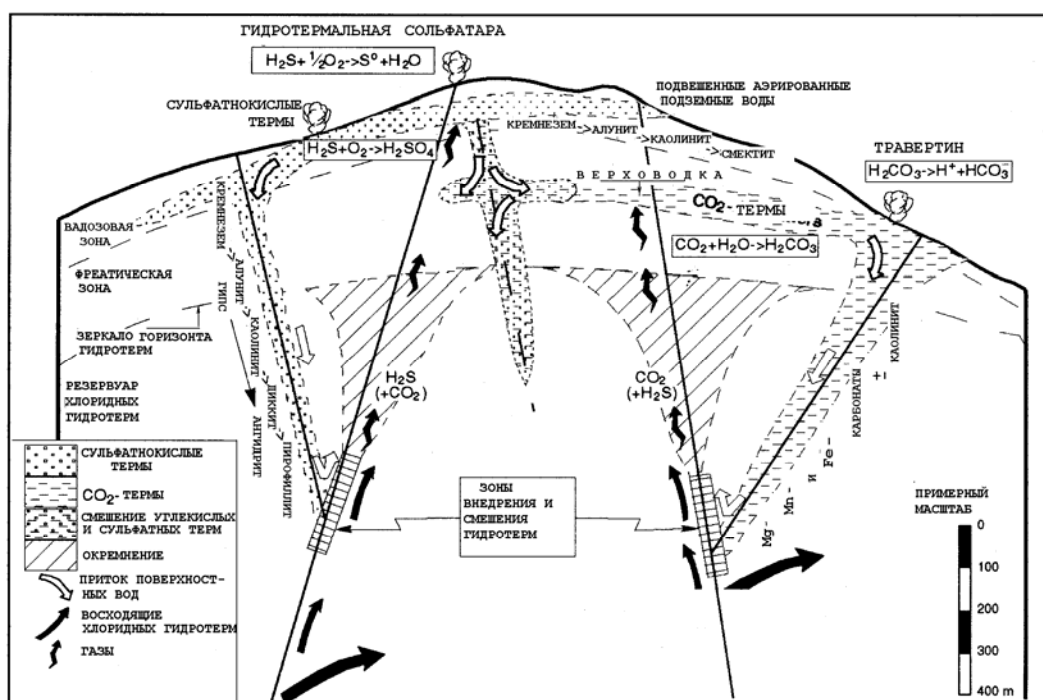 ГИДРОТЕРМАЛЬНАЯ СОЛЬФАТАРА
H₂S+ ½O₂->S⁰+H₂O
СУЛЬФАТНОКИСЛЫЕ
ТЕРМЫ
H₂S+O₂->H₂SO₄
ПОДВЕШЕННЫЕ АЭРИРОВАННЫЕ
ПОДЗЕМНЫЕ ВОДЫ
КРЕМНЕЗЕМ->АЛУНИТ->КАОЛИНИТ->СМЕКТИТ
ТРАВЕРТИН
H₂CO₃->H⁺+HCO₃⁻
ВЕРХОВОДКА
CO₂- ТЕРМЫ
CO₂+H₂O->H₂CO₃
ВАДОЗОВАЯ
ЗОНА
ФРЕАТИЧЕСКАЯ
ЗОНА
ЗЕРКАЛО ГОРИЗОНТА
ГИДРОТЕРМ
РЕЗЕРВУАР
ХЛОРИДНЫХ
ГИДРОТЕРМ
КРЕМНЕЗЕМ
АЛУНИТ
КАОЛИНИТ
ДИККИТ
ПИРОФИЛЛИТ
ГИПС
АНГИДРИТ
H₂S
(+CO₂)
CO₂
(+H₂S)
КАОЛИНИТ
+I
КАРБОНАТЫ
Mg- Mn- и Fe-
ЗОНЫ
ВНЕДРЕНИЯ И
СМЕШЕНИЯ
ГИДРОТЕРМ
СУЛЬФАТНОКИСЛЫЕ
ТЕРМЫ
CO₂- ТЕРМЫ
СМЕШЕНИЕ УГЛЕКИСЛЫХ
И СУЛЬФАТНЫХ ТЕРМ
ОКРЕМНЕНИЕ
ПРИТОК ПОВЕРХНОСТ-
НЫХ ВОД
ВОСХОДЯЩИЕ
ХЛОРИДНЫХ ГИДРОТЕРМ
ГАЗЫ
ПРИМЕРНЫЙ
МАСШТАБ
0
100
200
300
400 m